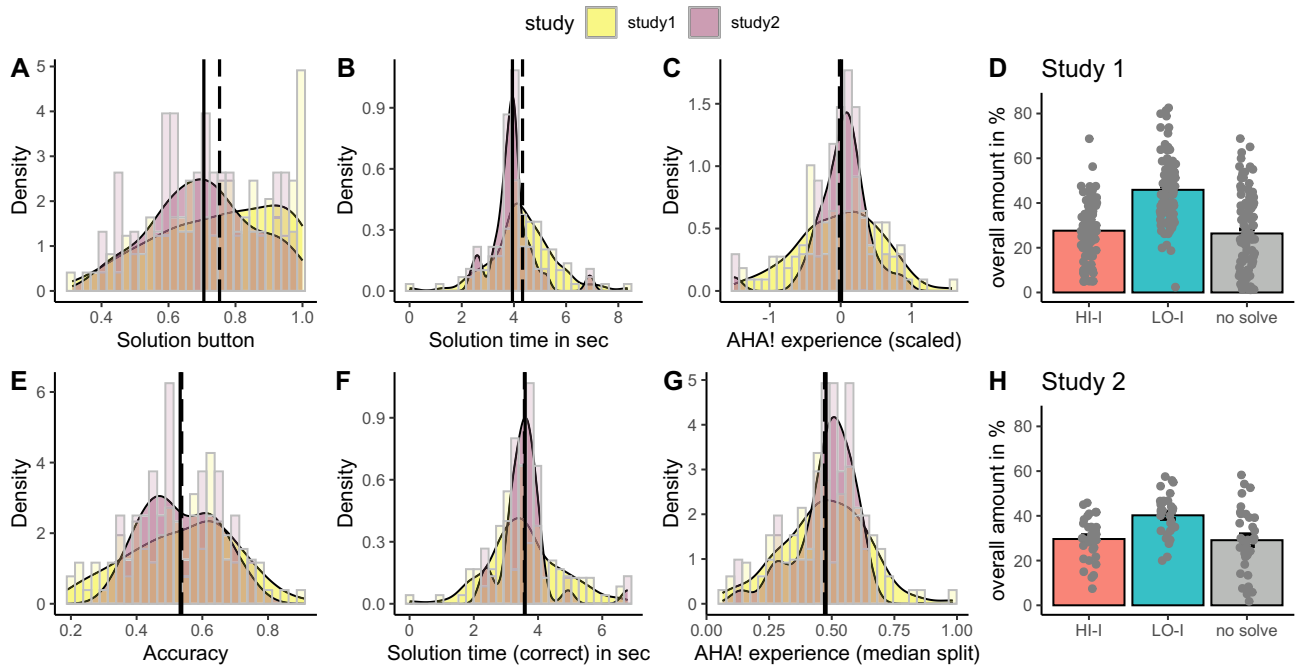 study study1 study2
A
5
4
3
2
1
0
Density
0.4 0.6 0.8 1.0
Solution button
B
0.9
0.6
0.3
0.0
Density
0 2 4 6 8
Solution time in sec
C
1.5
1.0
0.5
0.0
Density
-1 0 1
AHA! experience (scaled)
D Study 1
80
60
40
20
0
overall amount in %
HI-I LO-I no solve
E
6
4
2
0
Density
0.2 0.4 0.6 0.8
Accuracy
F
0.9
0.6
0.3
0.0
Density
0 2 4 6
Solution time (correct) in sec
G
5
4
3
2
1
0
Density
0.00 0.25 0.50 0.75 1.00
AHA! experience (median split)
H Study 2
80
60
40
20
0
overall amount in %
HI-I LO-I no solve